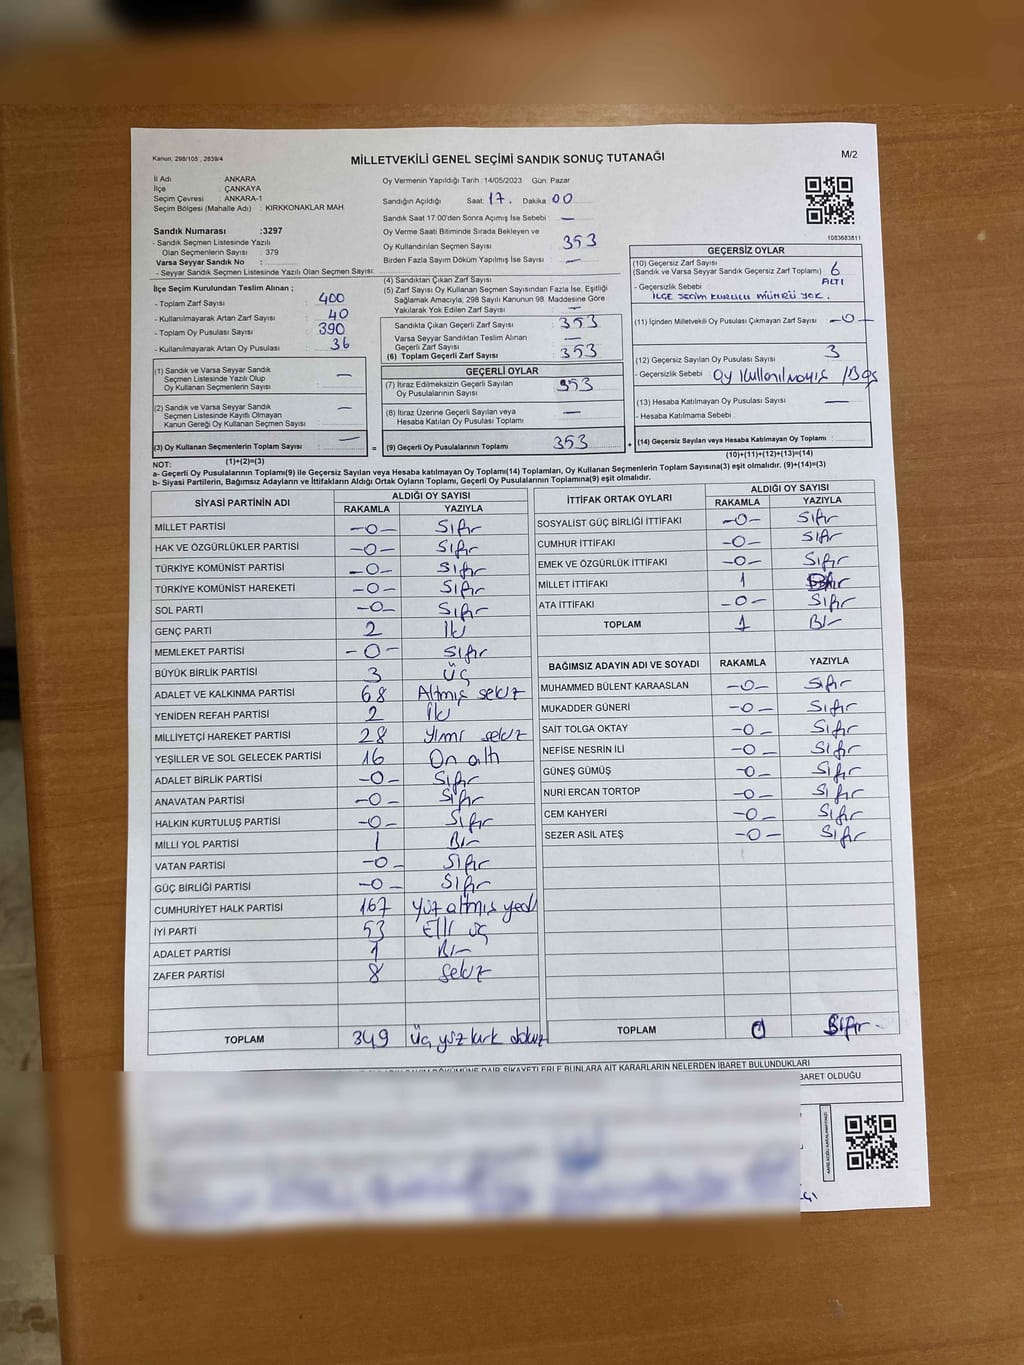 Kanun; 298/105 , 2839/4
MİLLETVEKİLİ GENEL SEÇİMİ SANDIK SONUÇ TUTANAĞI
M/2
İl Adı : ANKARA
İlçe : ÇANKAYA
Seçim Çevresi : ANKARA-1
Seçim Bölgesi (Mahalle Adı) : KIRKKONAKLAR MAH.
Sandık Numarası :3297
- Sandık Seçmen Listesinde Yazılı
Olan Seçmenlerin Sayısı : 379
Varsa Seyyar Sandık No :
- Seyyar Sandık Seçmen Listesinde Yazılı Olan Seçmen Sayısı:
Oy Vermenin Yapıldığı Tarih : 14/05/2023 Gün: Pazar
Sandığın Açıldığı Saat: 17. Dakika 00
Sandık Saat 17:00'den Sonra Açımış İse Sebebi : —
Oy Verme Saati Bitiminde Sırada Bekleyen ve
Oy Kullandırılan Seçmen Sayısı : 353
Birden Fazla Sayım Döküm Yapılmış İse Sayısı : —
1083683811
İlçe Seçim Kurulundan Teslim Alınan ;
- Toplam Zarf Sayısı : 400
- Kullanılmayarak Artan Zarf Sayısı : 40
- Toplam Oy Pusulası Sayısı : 390
- Kullanılmayarak Artan Oy Pusulası : 36
(4) Sandıktan Çıkan Zarf Sayısı :
(5) Zarf Sayısı Oy Kullanan Seçmen Sayısından Fazla İse, Eşitliği
Sağlamak Amacıyla; 298 Sayılı Kanunun 98. Maddesine Göre
Yakılarak Yok Edilen Zarf Sayısı : —
Sandıkta Çıkan Geçerli Zarf Sayısı : 353
Varsa Seyyar Sandıktan Teslim Alınan
Geçerli Zarf Sayısı : —
(6) Toplam Geçerli Zarf Sayısı : 353
GEÇERSİZ OYLAR
(10) Geçersiz Zarf Sayısı
(Sandık ve Varsa Seyyar Sandık Geçersiz Zarf Toplamı) : 6
ALTI
- Geçersizlik Sebebi :
İLÇE SEÇİM KURULU MÜHRÜ YOK.
(11) İçinden Milletvekili Oy Pusulası Çıkmayan Zarf Sayısı : —0—
(12) Geçersiz Sayılan Oy Pusulası Sayısı : 3
- Geçersizlik Sebebi : Oy kullanılmamış /Boş
(13) Hesaba Katılmayan Oy Pusulası Sayısı : —
- Hesaba Katılmama Sebebi :
(14) Geçersiz Sayılan veya Hesaba Katılmayan Oy Toplamı :
(10)+(11)+(12)+(13)=(14)
(1) Sandık ve Varsa Seyyar Sandık
Seçmen Listesinde Yazılı Olup
Oy Kullanan Seçmenlerin Sayısı : —
(2) Sandık ve Varsa Seyyar Sandık
Seçmen Listesinde Kayıtlı Olmayan
Kanun Gereği Oy Kullanan Seçmen Sayısı : —
(3) Oy Kullanan Seçmenlerin Toplam Sayısı : —
(1)+(2)=(3)
GEÇERLİ OYLAR
(7) İtiraz Edilmeksizin Geçerli Sayılan
Oy Pusulalarının Sayısı : 353
(8) İtiraz Üzerine Geçerli Sayılan veya
Hesaba Katılan Oy Pusulası Toplamı : —
= (9) Geçerli Oy Pusulalarının Toplamı : 353 +
NOT:
a- Geçerli Oy Pusulalarının Toplamı(9) ile Geçersiz Sayılan veya Hesaba katılmayan Oy Toplamı(14) Toplamları, Oy Kullanan Seçmenlerin Toplam Sayısına(3) eşit olmalıdır. (9)+(14)=(3)
b- Siyasi Partilerin, Bağımsız Adayların ve İttifakların Aldığı Ortak Oyların Toplamı, Geçerli Oy Pusulalarının Toplamına(9) eşit olmalıdır.
SİYASİ PARTİNİN ADI ALDIĞI OY SAYISI
RAKAMLA YAZIYLA
MİLLET PARTİSİ —0— Sıfır
HAK VE ÖZGÜRLÜKLER PARTİSİ —0— Sıfır
TÜRKİYE KOMÜNİST PARTİSİ —0— Sıfır
TÜRKİYE KOMÜNİST HAREKETİ —0— Sıfır
SOL PARTİ —0— Sıfır
GENÇ PARTİ 2 İki
MEMLEKET PARTİSİ —0— Sıfır
BÜYÜK BİRLİK PARTİSİ 3 Üç
ADALET VE KALKINMA PARTİSİ 68 Altmış sekiz
YENİDEN REFAH PARTİSİ 2 İki
MİLLİYETÇİ HAREKET PARTİSİ 28 Yirmi sekiz
YEŞİLLER VE SOL GELECEK PARTİSİ 16 On altı
ADALET BİRLİK PARTİSİ —0— Sıfır
ANAVATAN PARTİSİ —0— Sıfır
HALKIN KURTULUŞ PARTİSİ —0— Sıfır
MİLLİ YOL PARTİSİ 1 Bir
VATAN PARTİSİ —0— Sıfır
GÜÇ BİRLİĞİ PARTİSİ —0— Sıfır
CUMHURİYET HALK PARTİSİ 167 Yüz altmış yedi
İYİ PARTİ 53 Elli üç
ADALET PARTİSİ 1 Bir
ZAFER PARTİSİ 8 Sekiz
TOPLAM 349 Üç yüz kırk dokuz
İTTİFAK ORTAK OYLARI ALDIĞI OY SAYISI
RAKAMLA YAZIYLA
SOSYALIST GÜÇ BİRLİĞİ İTTİFAKI —0— Sıfır
CUMHUR İTTİFAKI —0— Sıfır
EMEK VE ÖZGÜRLÜK İTTİFAKI —0— Sıfır
MİLLET İTTİFAKI 1
ATA İTTİFAKI —0— Sıfır
TOPLAM 1 Bir
BAĞIMSIZ ADAYIN ADI VE SOYADI RAKAMLA YAZIYLA
MUHAMMED BÜLENT KARAASLAN —0— Sıfır
MUKADDER GÜNERİ —0— Sıfır
SAİT TOLGA OKTAY —0— Sıfır
NEFİSE NESRİN İLİ —0— Sıfır
GÜNEŞ GÜMÜŞ —0— Sıfır
NURİ ERCAN TORTOP —0— Sıfır
CEM KAHYERİ —0— Sıfır
SEZER ASİL ATEŞ —0— Sıfır
TOPLAM 0 Sıfır
DÖKÜMÜNE DAİR ŞİKAYETLERLE BUNLARA AİT KARARLARIN NELERDEN İBARET BULUNDUKLARI
BARET OLDUĞU